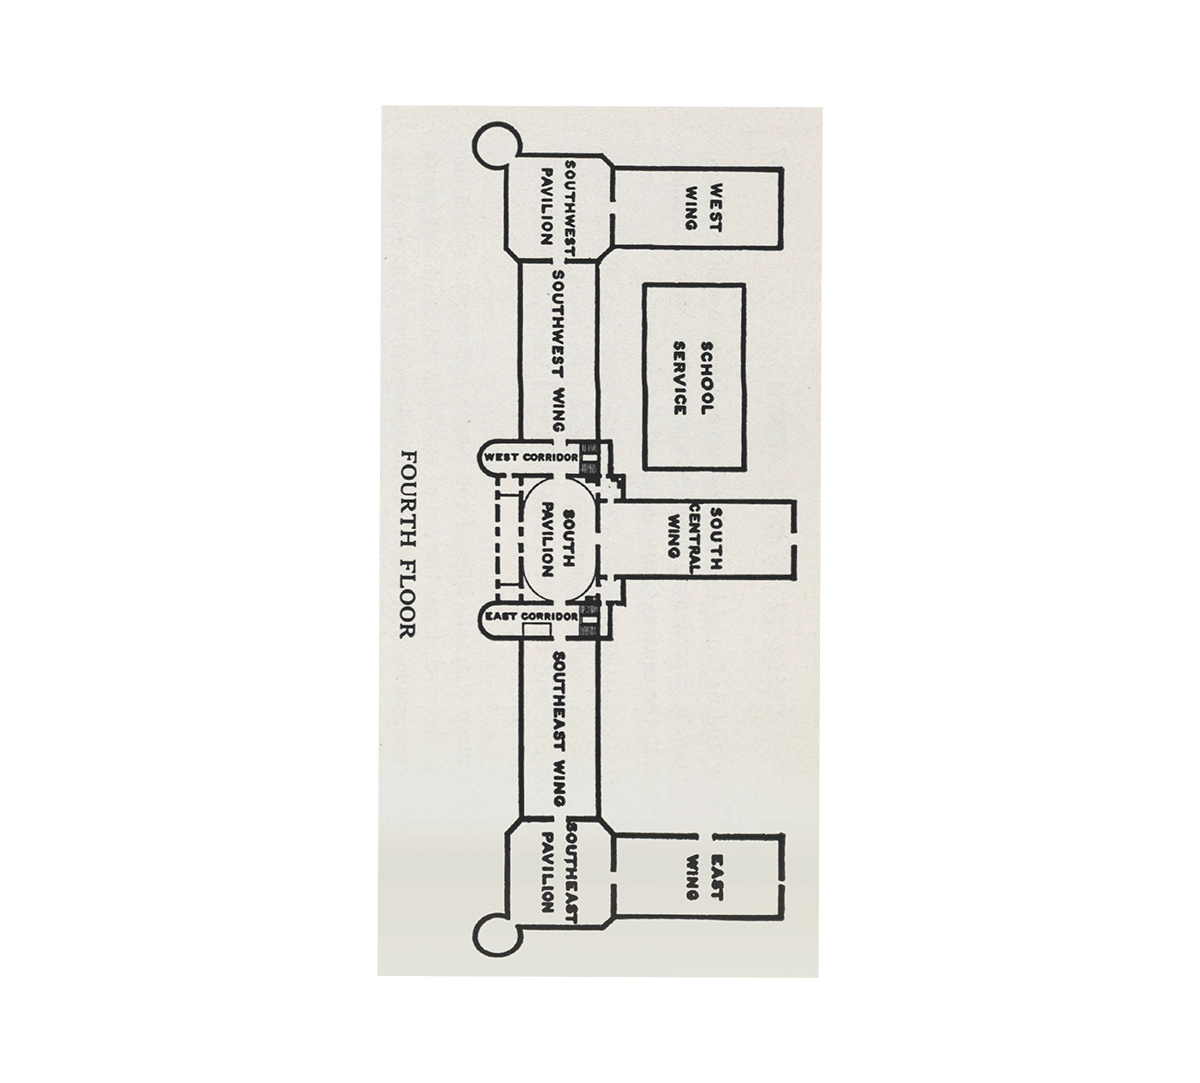 WEST
WING
SOUTHWEST
PAVILION
SOUTHWEST WING
SCHOOL
SERVICE
WEST CORRIDOR
SOUTH
CENTRAL
WING
SOUTH
PAVILION
EAST CORRIDOR
SOUTHEAST WING
SOUTHEAST
PAVILION
EAST
WING
FOURTH FLOOR